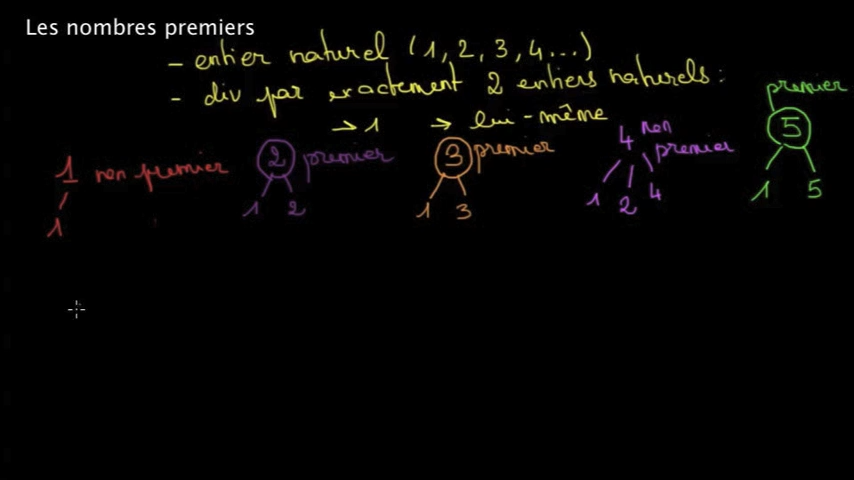 Les nombres premiers
- entier naturel (1, 2, 3, 4...)
- div par exactement 2 entiers naturels :
→ 1 → lui-même
1 non premier
1
2 premier
1 2
3 premier
1 3
4 non premier
1 2 4
premier
5
1 5